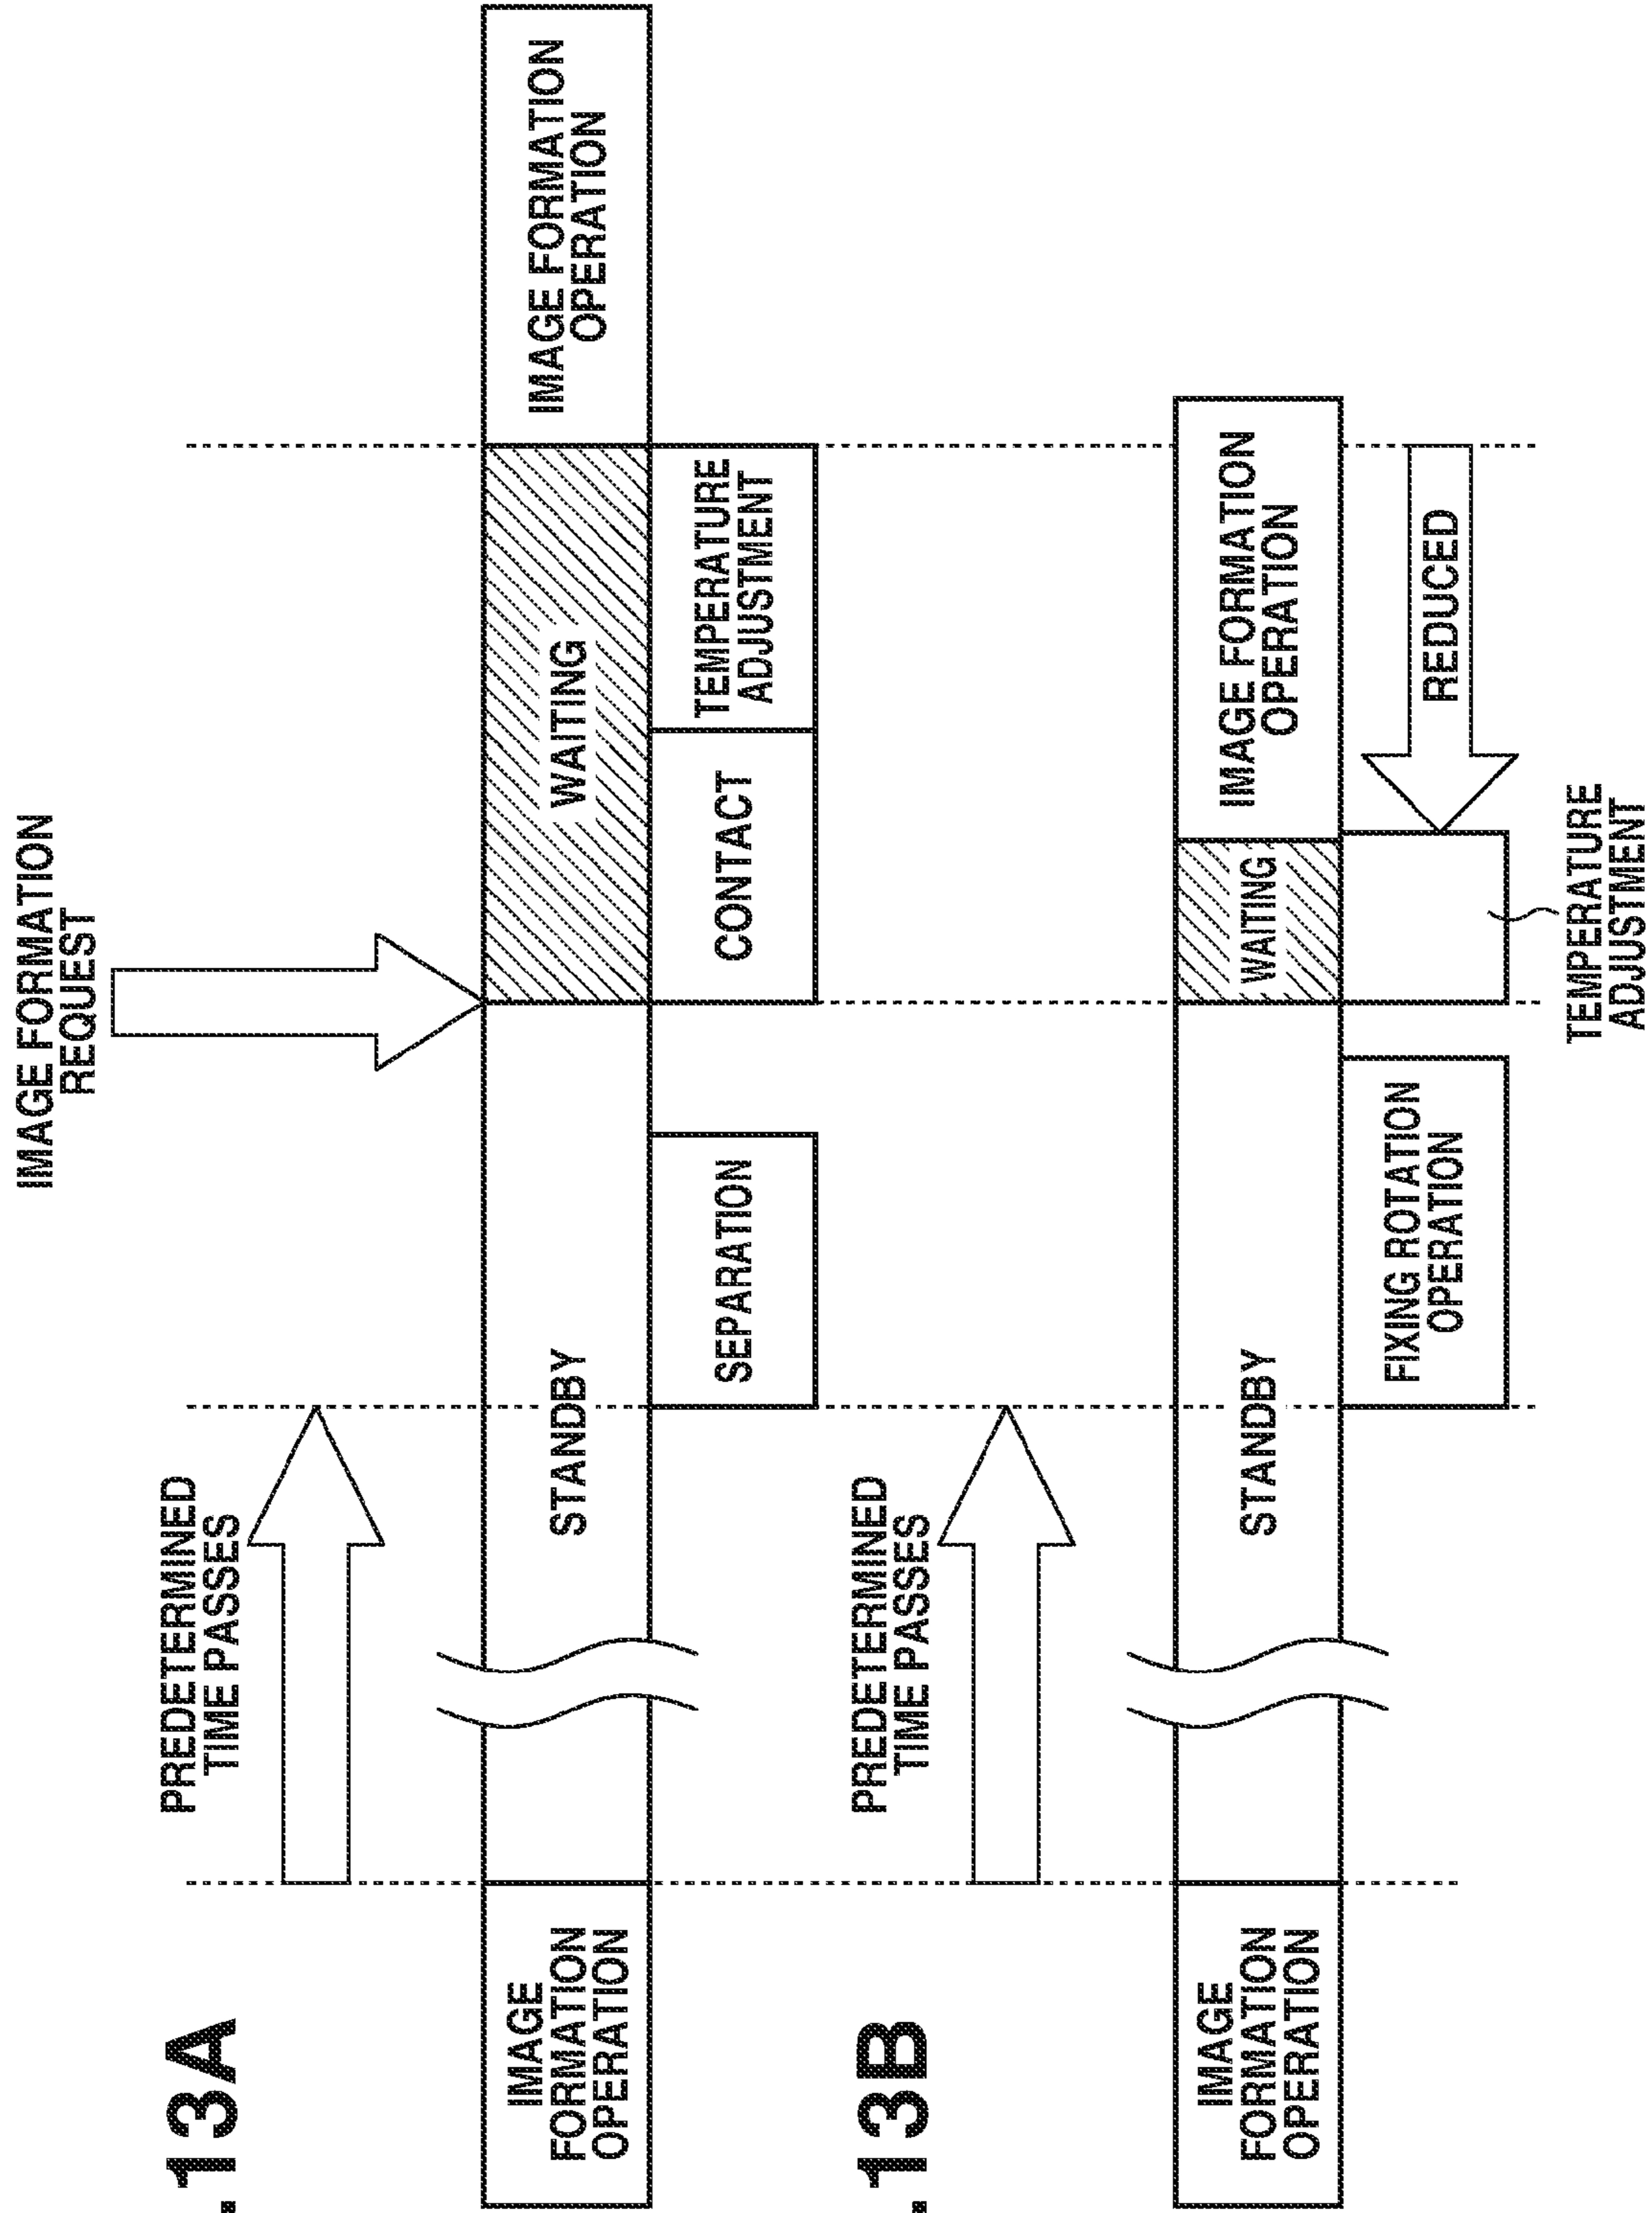 .13A
IMAGE FORMATION
REQUEST
PREDETERMINED
TIME PASSES
IMAGE
FORMATION
OPERATION
STANDBY
WAITING
IMAGE FORMATION
OPERATION
SEPARATION
CONTACT
TEMPERATURE
ADJUSTMENT
.13B
PREDETERMINED
TIME PASSES
IMAGE
FORMATION
OPERATION
STANDBY
WAITING
IMAGE FORMATION
OPERATION
FIXING ROTATION
OPERATION
REDUCED
TEMPERATURE
ADJUSTMENT